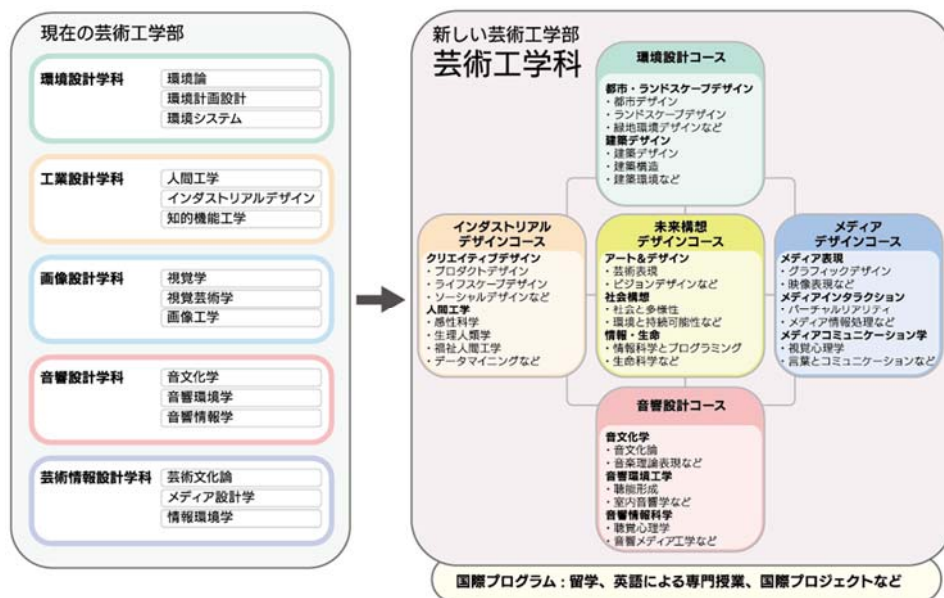 現在の芸術工学部
環境設計学科
環境論
環境計画設計
環境システム
工業設計学科
人間工学
インダストリアルデザイン
知的機能工学
画像設計学科
視覚学
視覚芸術学
画像工学
音響設計学科
音文化学
音響環境学
音響情報学
芸術情報設計学科
芸術文化論
メディア設計学
情報環境学
新しい芸術工学部
芸術工学科
環境設計コース
都市・ランドスケープデザイン
・都市デザイン
・ランドスケープデザイン
・緑地環境デザインなど
建築デザイン
・建築デザイン
・建築構造
・建築環境など
インダストリアル
デザインコース
クリエイティブデザイン
・プロダクトデザイン
・ライフスケープデザイン
・ソーシャルデザインなど
人間工学
・感性科学
・生理人類学
・福祉人間工学
・データマイニングなど
未来構想
デザインコース
アート&デザイン
・芸術表現
・ビジョンデザインなど
社会構想
・社会と多様性
・環境と持続可能性など
情報・生命
・情報科学とプログラミング
・生命科学など
メディア
デザインコース
メディア表現
・グラフィックデザイン
・映像表現など
メディアインタラクション
・バーチャルリアリティ
・メディア情報処理など
メディアコミュニケーション学
・視覚心理学
・言葉とコミュニケーションなど
音響設計コース
音文化学
・音文化論
・音楽理論表現など
音響環境工学
・聴能形成
・室内音響学など
音響情報科学
・聴覚心理学
・音響メディア工学など
国際プログラム：留学、英語による専門授業、国際プロジェクトなど